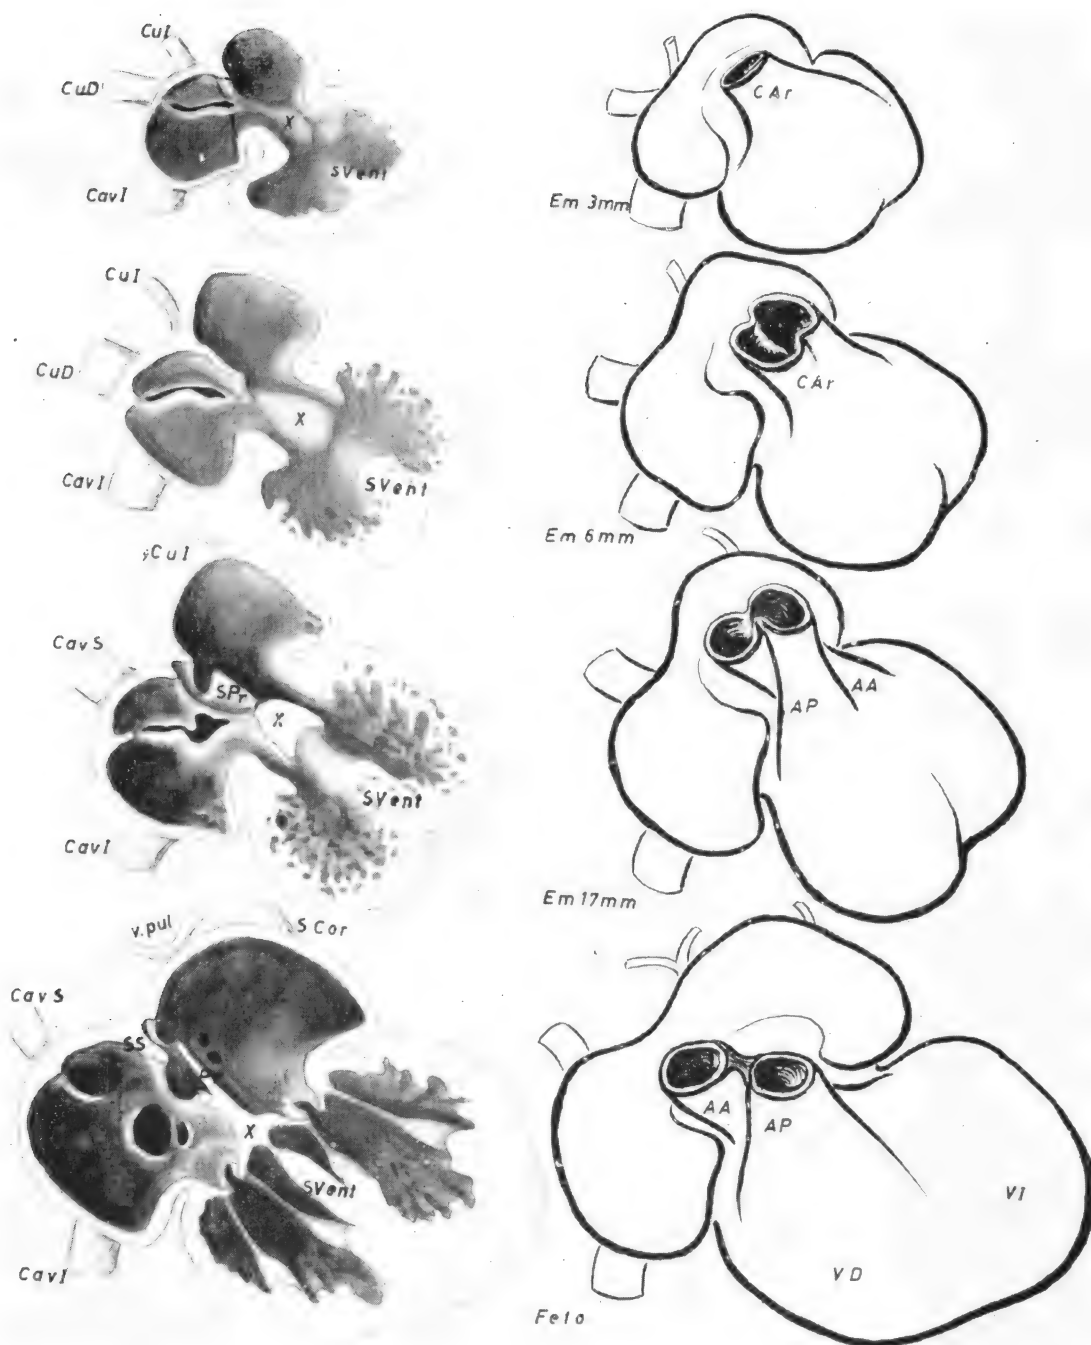 CuI
CuD
X
SVent
CavI
CAr
Em 3mm
CuI
CuD
X
SVent
CavI
CAr
Em 6mm
CuI
CavS
SPr
X
SVent
CavI
AA
AP
Em 17mm
v.pul
S Cor
CavS
SS
P
X
SVent
CavI
AA
AP
VI
VD
Feto